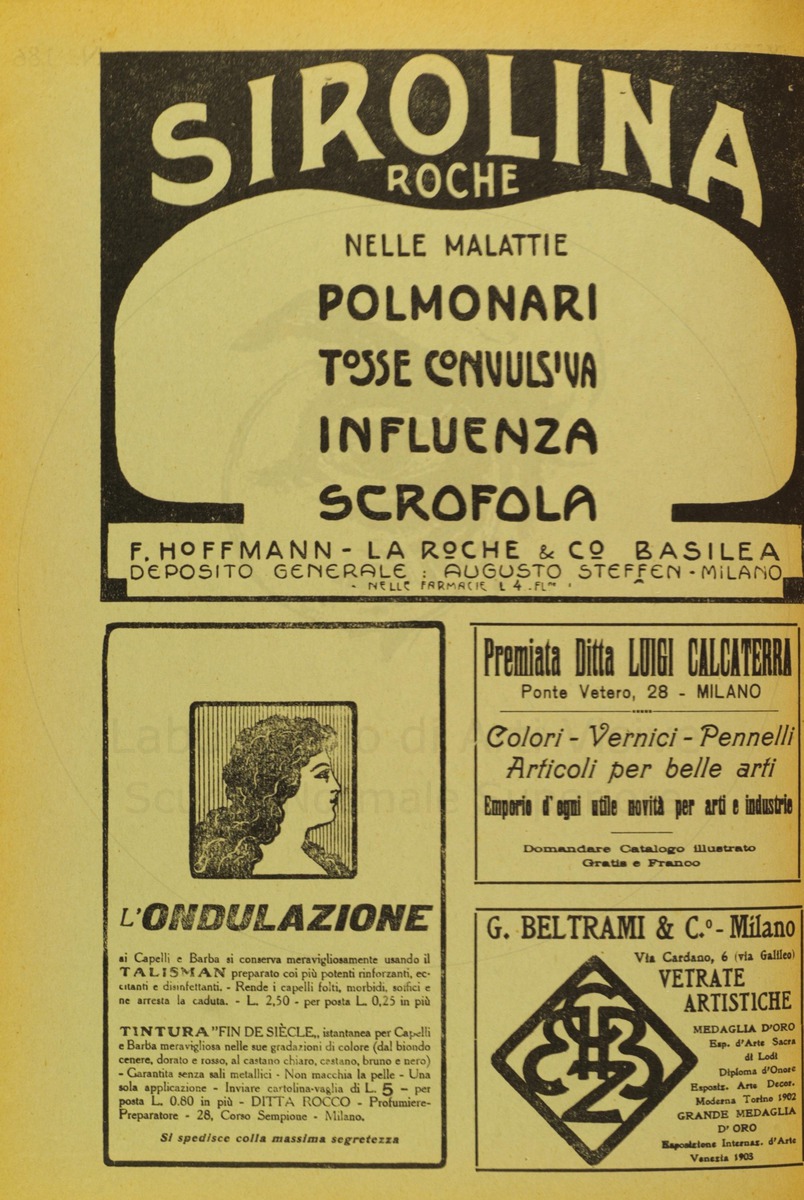 SIROLINA
ROCHE
NELLE MALATTIE
POLMONARI
TOSSE CONVULSIVA
INFLUENZA
SCROFOLA
F. HOFFMANN - LA ROCHE & CO BASILEA
DEPOSITO GENERALE : AUGUSTO STEFFEN - MILANO
- NELLE FARMACIE L 4 . FL
L'ONDULAZIONE
ai Capelli e Barba si conserva meravigliosamente usando il
TALISMAN preparato coi più potenti rinforzanti, ec-
citanti e disinfettanti. - Rende i capelli folti, morbidi, soffici e
ne arresta la caduta. - L. 2,50 - per posta L. 0,25 in più
TINTURA "FIN DE SIÈCLE„ istantanea per Capelli
e Barba meravigliosa nelle sue gradazioni di colore (dal biondo
cenere, dorato e rosso, al castano chiaro, castano, bruno e nero)
- Garantita senza sali metallici - Non macchia la pelle - Una
sola applicazione - Inviare cartolina-vaglia di L. 5 - per
posta L. 0.80 in più - DITTA ROCCO - Profumiere-
Preparatore - 28, Corso Sempione - Milano.
Si spedisce colla massima segretezza
Premiata Ditta LUIGI CALCATERRA
Ponte Vetero, 28 - MILANO
Colori - Vernici - Pennelli
Articoli per belle arti
Emporio d'ogni utile novità per arti e industrie
Domandare Catalogo illustrato
Gratis e Franco
G. BELTRAMI & C.º - Milano
Via Cardano, 6 (via Galileo)
VETRATE
ARTISTICHE
MEDAGLIA D'ORO
Esp. d'Arte Sacra
di Lodi
Diploma d'Onore
Esposiz. Arte Decor.
Moderna Torino 1902
GRANDE MEDAGLIA
D'ORO
Esposizione Internaz. d'Arte
Venezia 1903